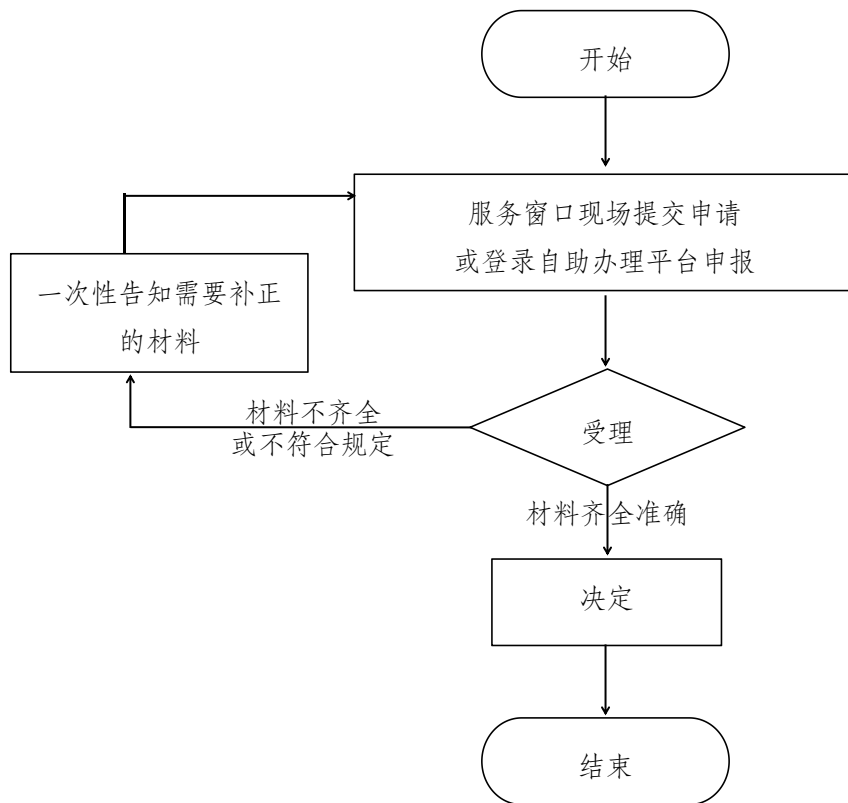 开始
服务窗口现场提交申请
或登录自助办理平台申报
一次性告知需要补正
的材料
材料不齐全
或不符合规定
受理
材料齐全准确
决定
结束